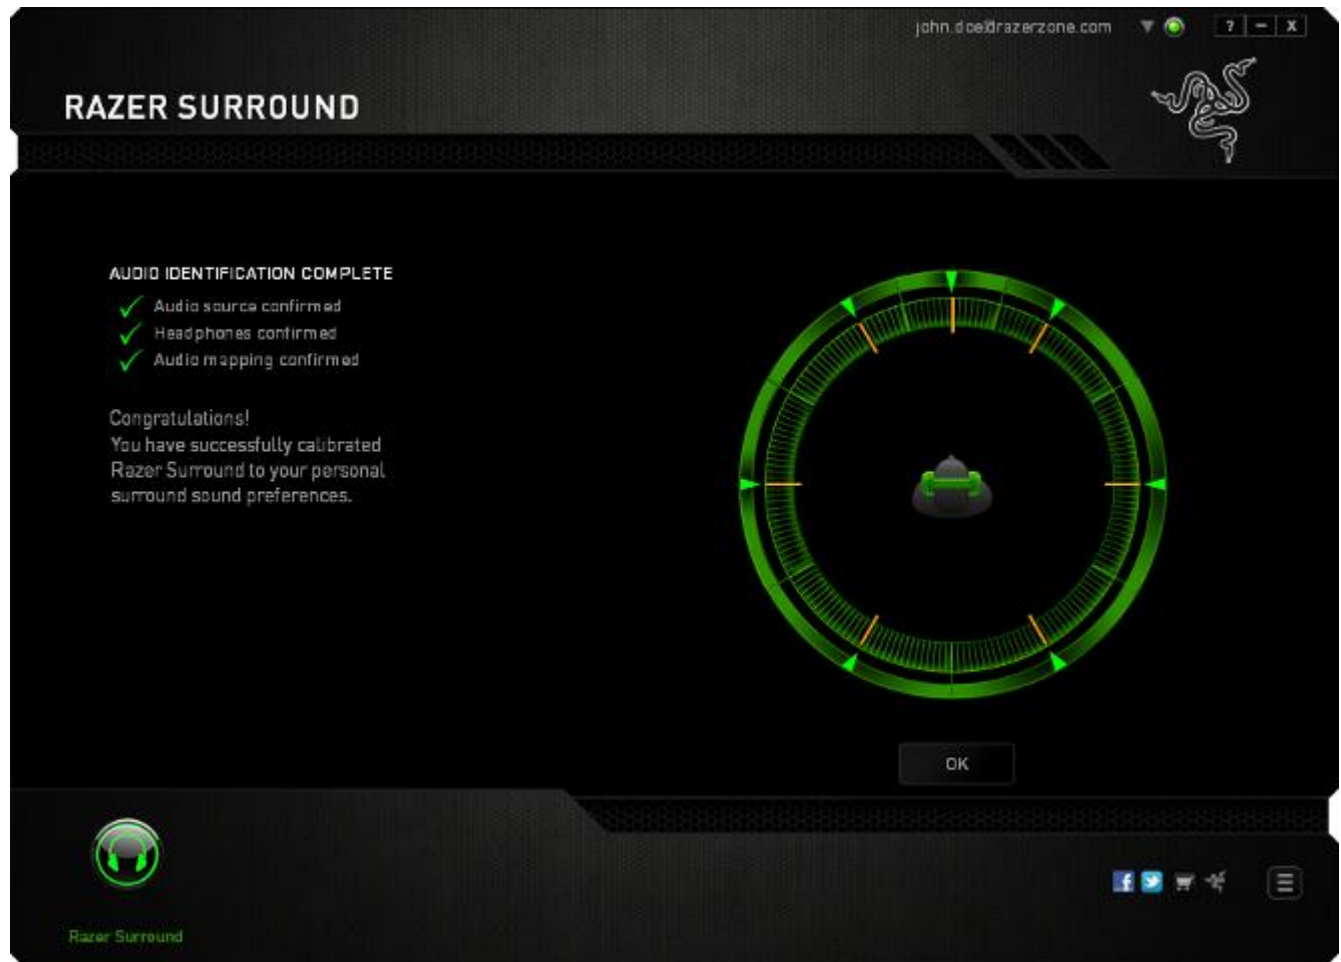 john.doe@razerzone.com
? - X
RAZER SURROUND
AUDIO IDENTIFICATION COMPLETE
Audio source confirmed
Headphones confirmed
Audio mapping confirmed
Congratulations!
You have successfully calibrated
Razer Surround to your personal
surround sound preferences.
OK
Razer Surround